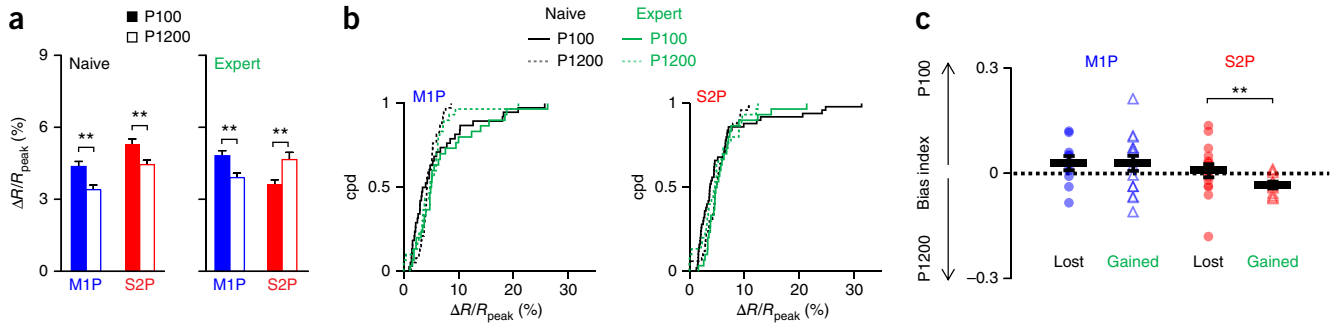 a
P100
P1200
Naive
Expert
ΔR/Rpeak (%)
9
6
3
0
**
**
**
**
M1P
S2P
M1P
S2P
b
Naive
Expert
P100
P100
P1200
P1200
M1P
S2P
cpd
1
0.5
0
0
10
20
30
ΔR/Rpeak (%)
cpd
1
0.5
0
0
10
20
30
ΔR/Rpeak (%)
c
P100
Bias index
P1200
0.3
0
–0.3
M1P
S2P
**
Lost
Gained
Lost
Gained